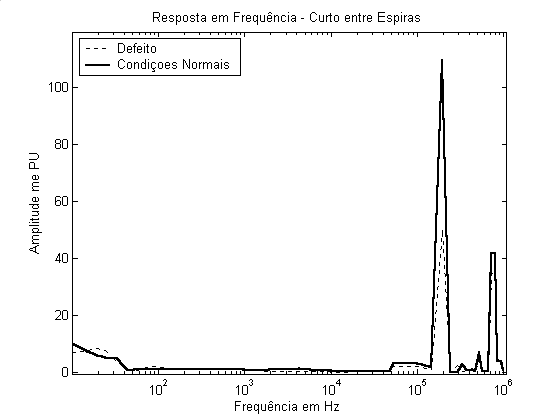 Resposta em Frequência - Curto entre Espiras
Defeito
Condiçoes Normais
Amplitude me PU
100
80
60
40
20
0
10^2 10^3 10^4 10^5 10^6
Frequência em Hz